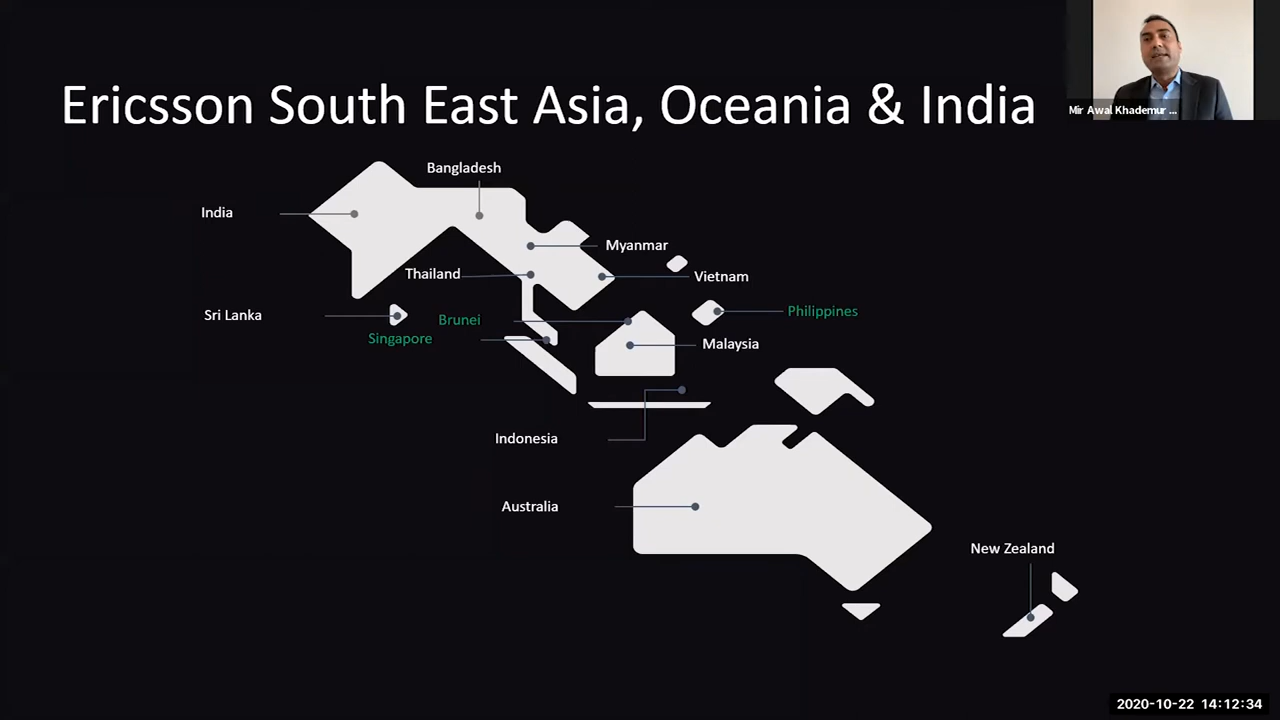 Ericsson South East Asia, Oceania & India
Mir Awal Khademur ...
Bangladesh
India
Myanmar
Thailand
Vietnam
Sri Lanka
Brunei
Philippines
Singapore
Malaysia
Indonesia
Australia
New Zealand
2020-10-22 14:12:34